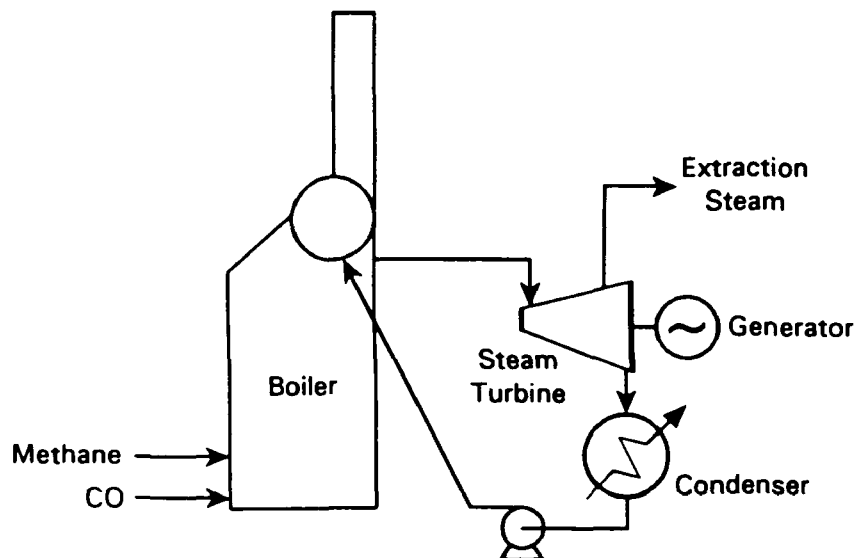 Extraction
Steam
Generator
Steam
Turbine
Boiler
Methane
CO
Condenser